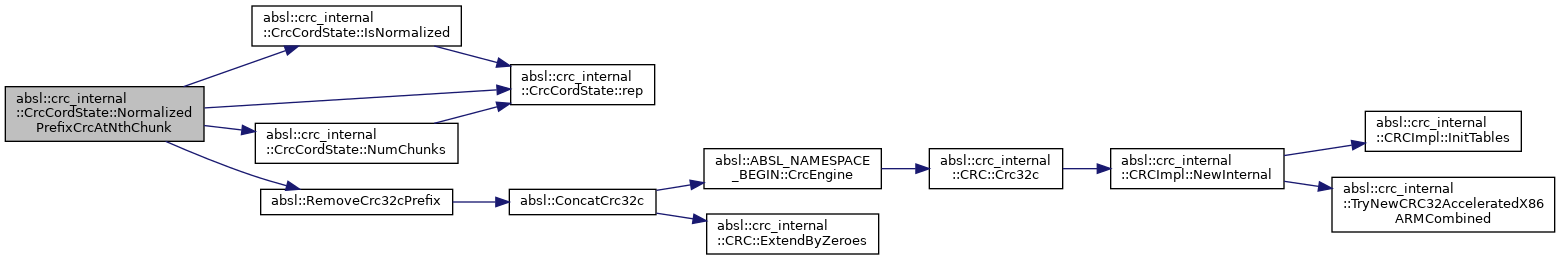 absl::crc_internal
::CrcCordState::Normalized
PrefixCrcAtNthChunk
absl::crc_internal
::CrcCordState::IsNormalized
absl::crc_internal
::CrcCordState::rep
absl::crc_internal
::CrcCordState::NumChunks
absl::RemoveCrc32cPrefix
absl::ConcatCrc32c
absl::ABSL_NAMESPACE
_BEGIN::CrcEngine
absl::crc_internal
::CRC::ExtendByZeroes
absl::crc_internal
::CRC::Crc32c
absl::crc_internal
::CRCImpl::NewInternal
absl::crc_internal
::CRCImpl::InitTables
absl::crc_internal
::TryNewCRC32AcceleratedX86
ARMCombined